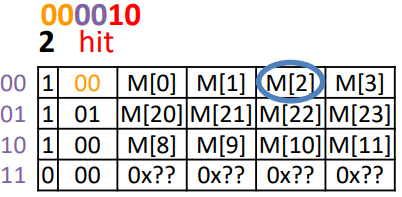 000010
2 hit
00 1 00 M[0] M[1] M[2] M[3]
01 1 01 M[20] M[21] M[22] M[23]
10 1 00 M[8] M[9] M[10] M[11]
11 0 00 0x?? 0x?? 0x?? 0x??